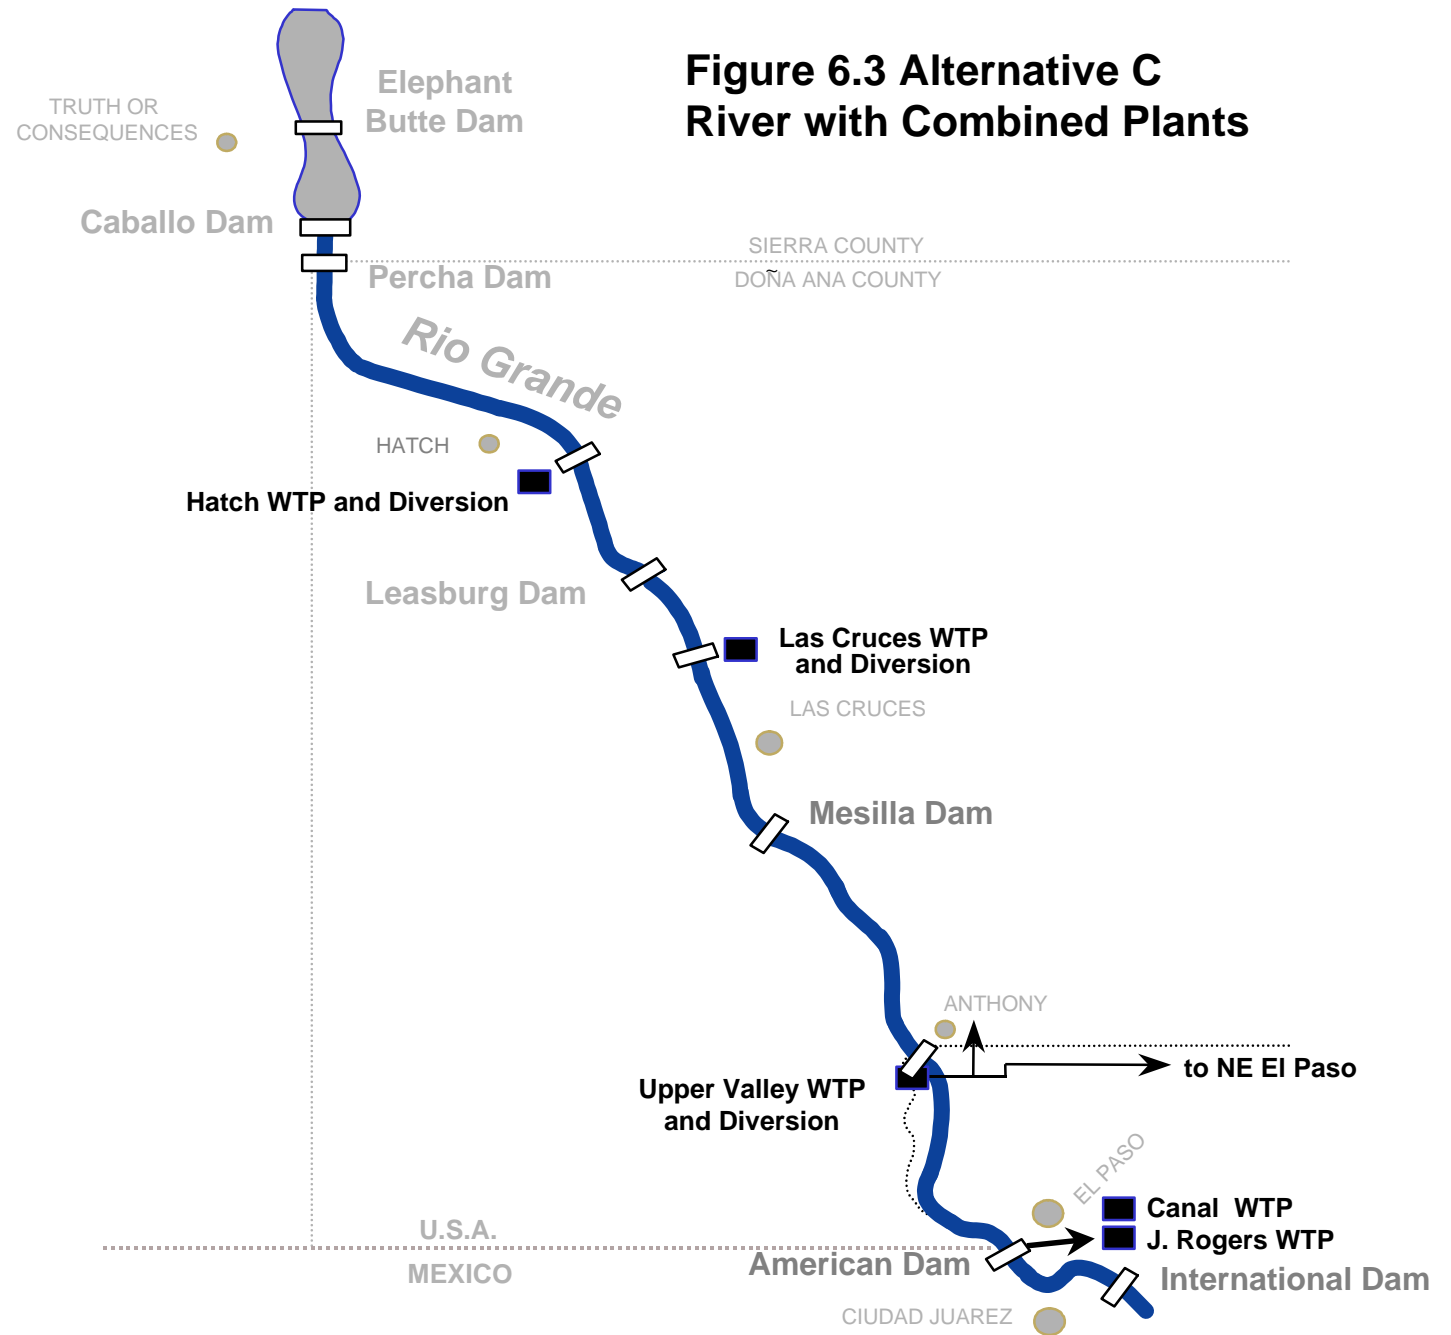 Figure 6.3 Alternative C
River with Combined Plants
Elephant
Butte Dam
TRUTH OR
CONSEQUENCES
Caballo Dam
SIERRA COUNTY
Percha Dam
DOÑA ANA COUNTY
Rio Grande
HATCH
Hatch WTP and Diversion
Leasburg Dam
Las Cruces WTP
and Diversion
LAS CRUCES
Mesilla Dam
ANTHONY
to NE El Paso
Upper Valley WTP
and Diversion
EL PASO
Canal WTP
J. Rogers WTP
U.S.A.
MEXICO
American Dam
International Dam
CIUDAD JUAREZ